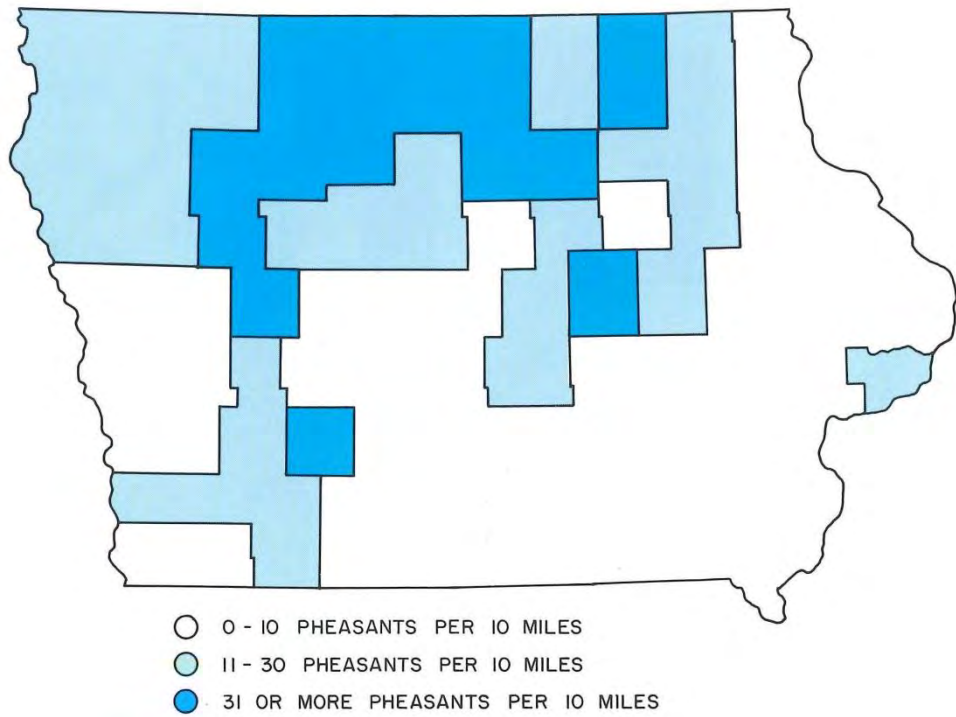 0 - 10 PHEASANTS PER 10 MILES
11 - 30 PHEASANTS PER 10 MILES
31 OR MORE PHEASANTS PER 10 MILES